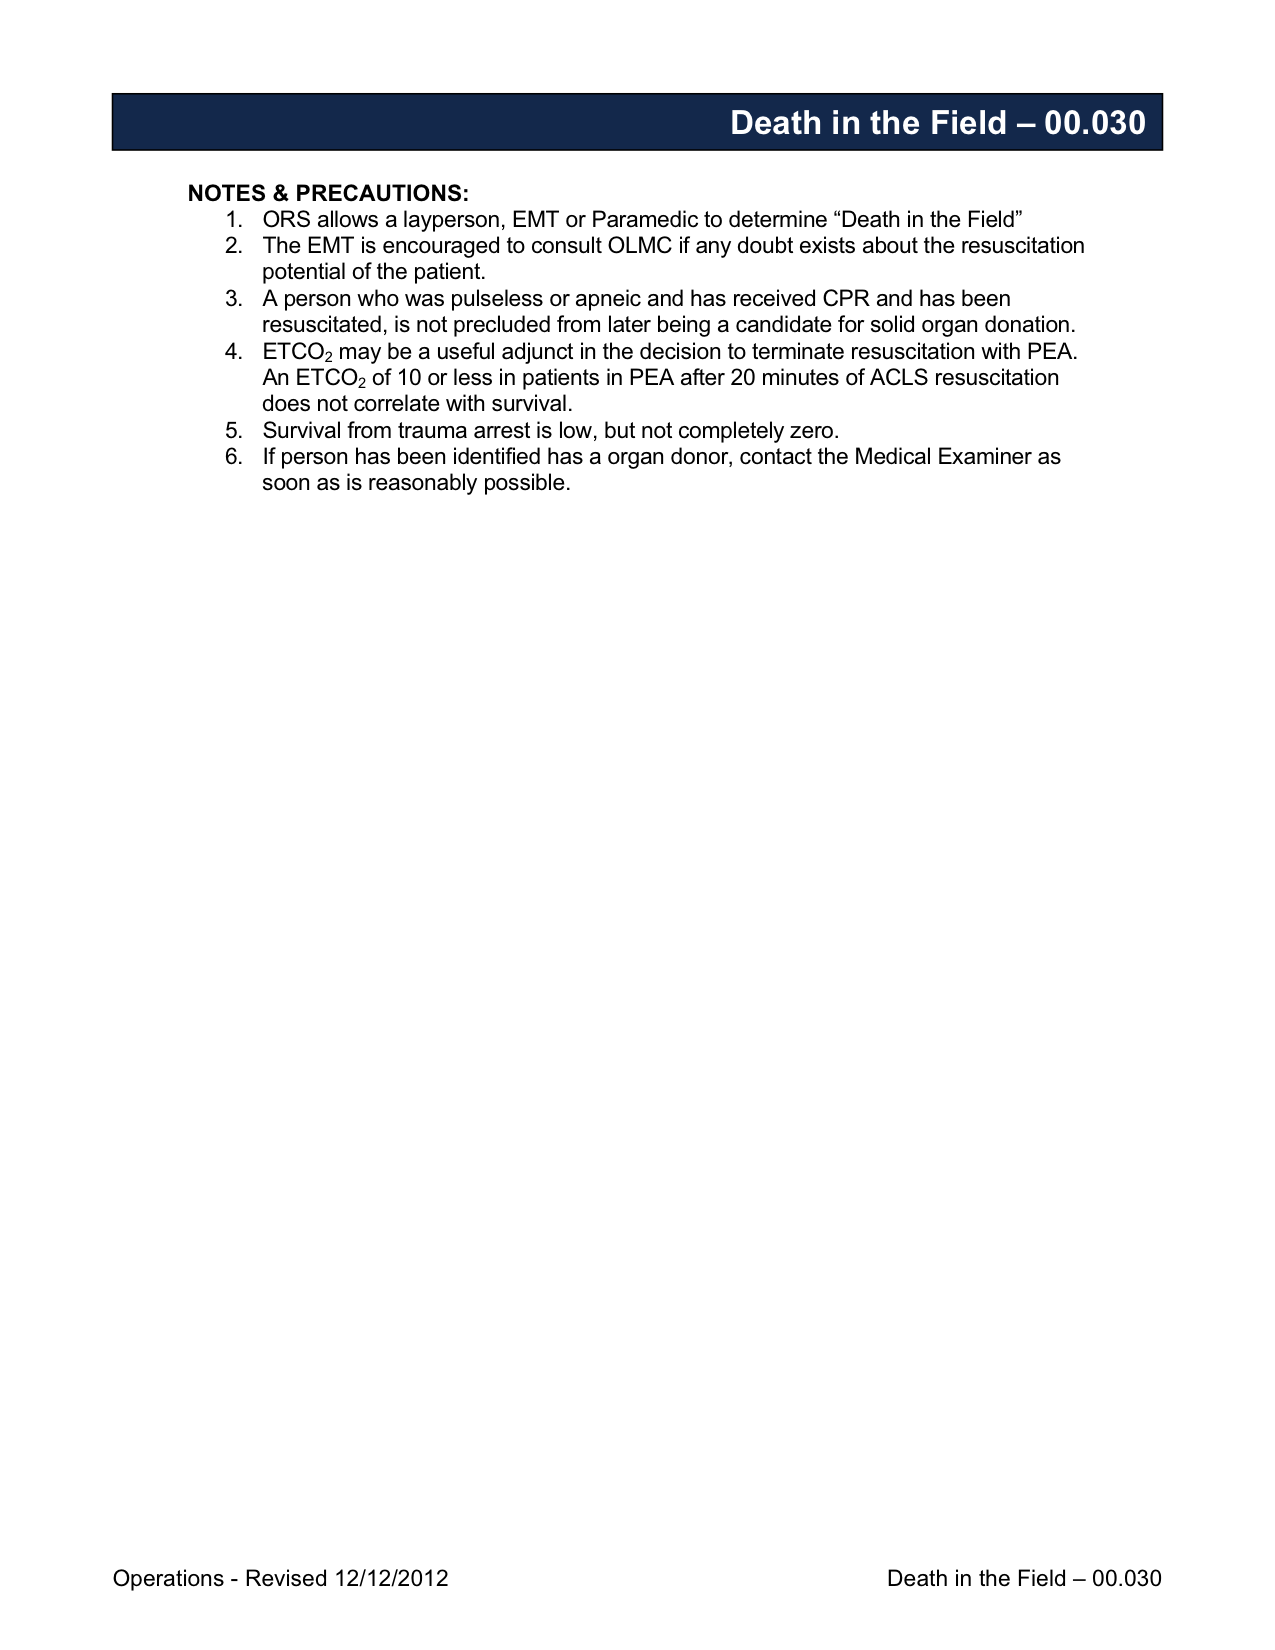 Death in the Field – 00.030
NOTES & PRECAUTIONS:
1. ORS allows a layperson, EMT or Paramedic to determine “Death in the Field”
2. The EMT is encouraged to consult OLMC if any doubt exists about the resuscitation
potential of the patient.
3. A person who was pulseless or apneic and has received CPR and has been
resuscitated, is not precluded from later being a candidate for solid organ donation.
4. ETCO₂ may be a useful adjunct in the decision to terminate resuscitation with PEA.
An ETCO₂ of 10 or less in patients in PEA after 20 minutes of ACLS resuscitation
does not correlate with survival.
5. Survival from trauma arrest is low, but not completely zero.
6. If person has been identified has a organ donor, contact the Medical Examiner as
soon as is reasonably possible.
Operations - Revised 12/12/2012 Death in the Field – 00.030